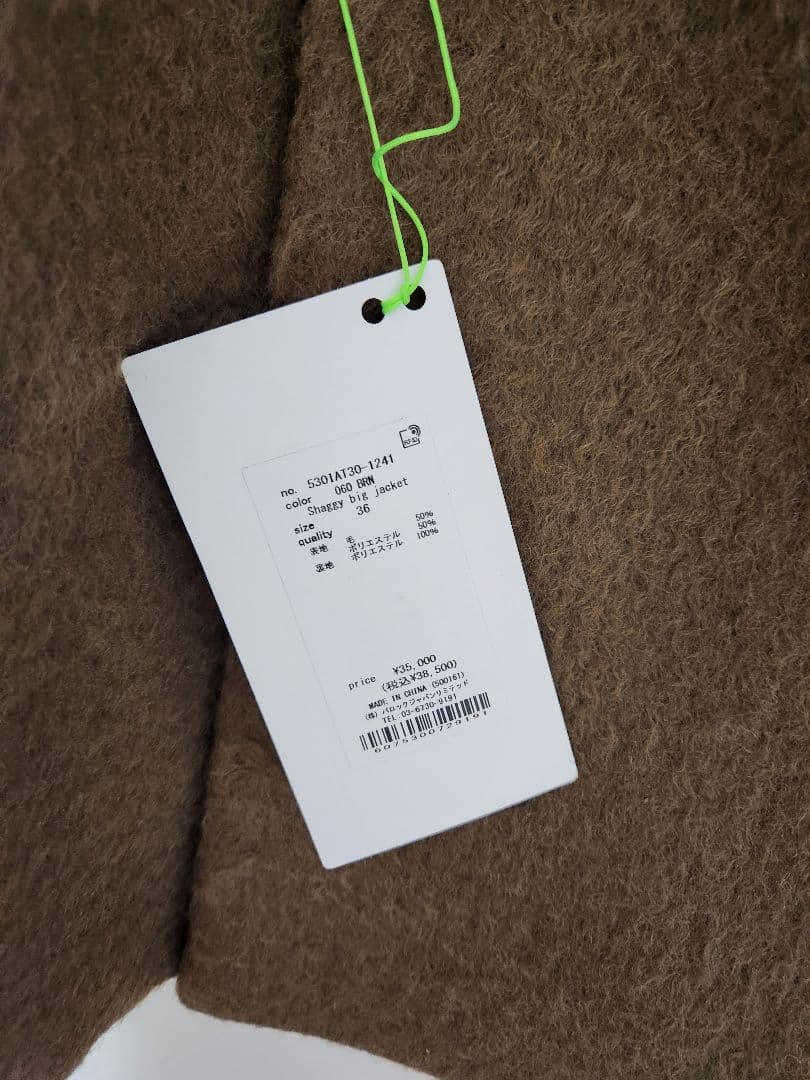 RFID
no. 5301AT30-1241
color 060 BRN
Shaggy big jacket
size 36
quality
表地 毛 50%
ポリエステル 50%
裏地 ポリエステル 100%
price ¥35,000
(税込¥38,500)
MADE IN CHINA (500161)
(株) バロックジャパンリミテッド
TEL.03-6730-9191
6075300729191